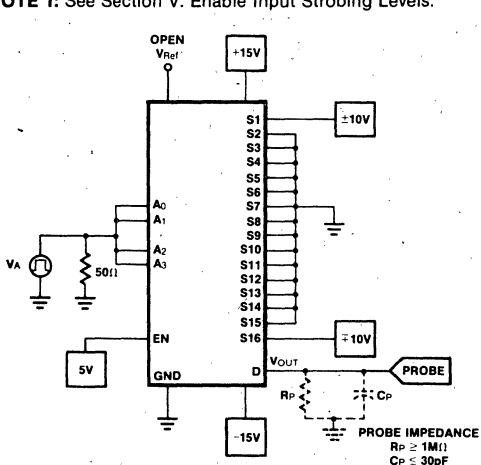 NOTE 1: See Section V. Enable Input Strobing Levels.
OPEN
VRef
+15V
S1
±10V
S2
S3
S4
S5
S6
S7
S8
S9
S10
S11
S12
S13
S14
S15
S16
∓10V
A0
A1
A2
A3
VA
50Ω
EN
5V
GND
D
VOUT
PROBE
RP
CP
-15V
PROBE IMPEDANCE
RP ≥ 1MΩ
CP ≤ 30pF